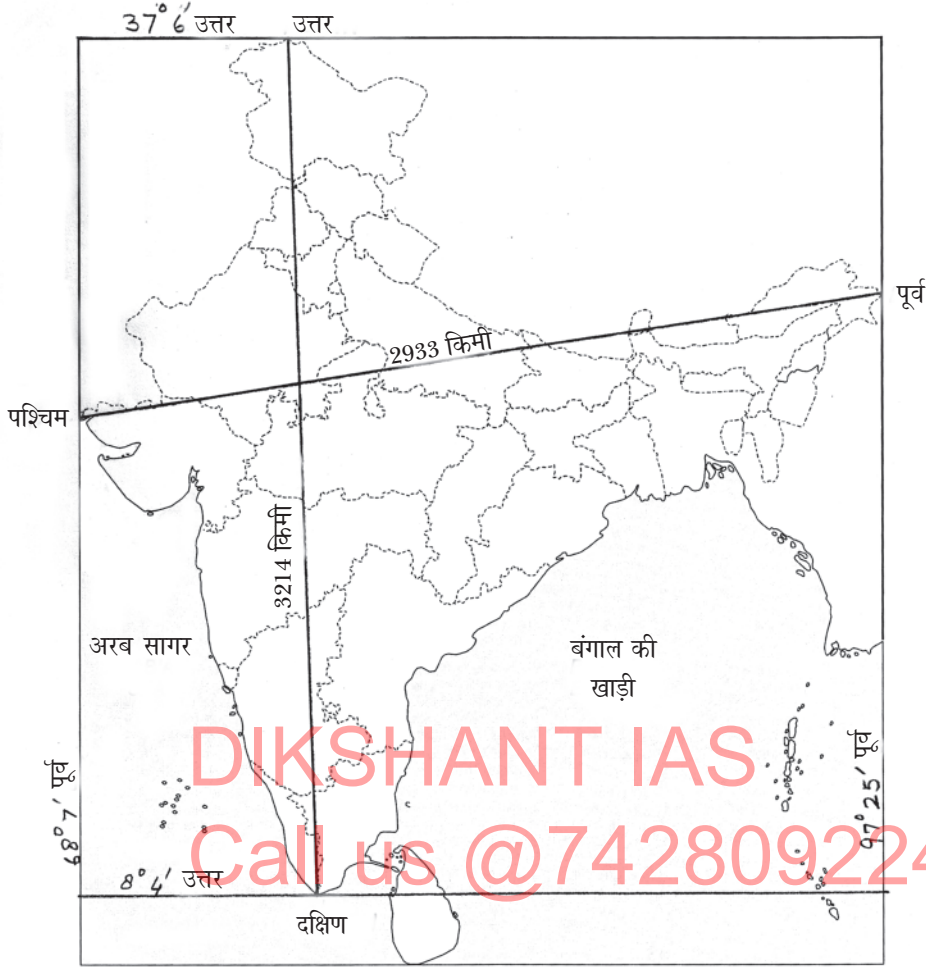 37°6' उत्तर
उत्तर
पूर्व
2933 किमी
पश्चिम
3214 किमी
अरब सागर
बंगाल की
खाड़ी
DIKSHANT IAS
68°7' पूर्व
97°25' पूर्व
Call us @742809224
8°4' उत्तर
दक्षिण